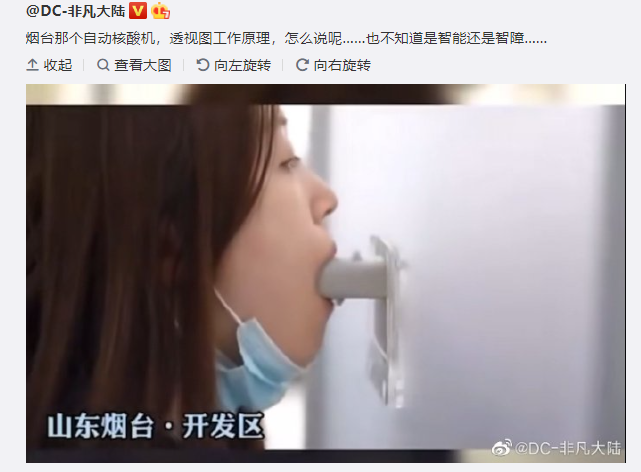 @DC-非凡大陆
烟台那个自动核酸机，透视图工作原理，怎么说呢......也不知道是智能还是智障......
收起 查看大图 向左旋转 向右旋转
山东烟台·开发区
@DC-非凡大陆